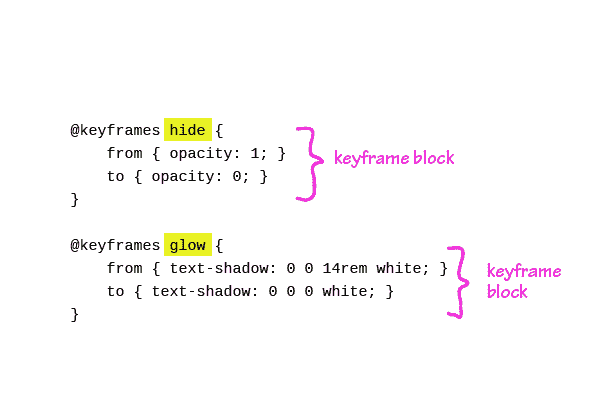 @keyframes hide {
from { opacity: 1; }
to { opacity: 0; }
}
keyframe block
@keyframes glow {
from { text-shadow: 0 0 14rem white; }
to { text-shadow: 0 0 0 white; }
}
keyframe
block